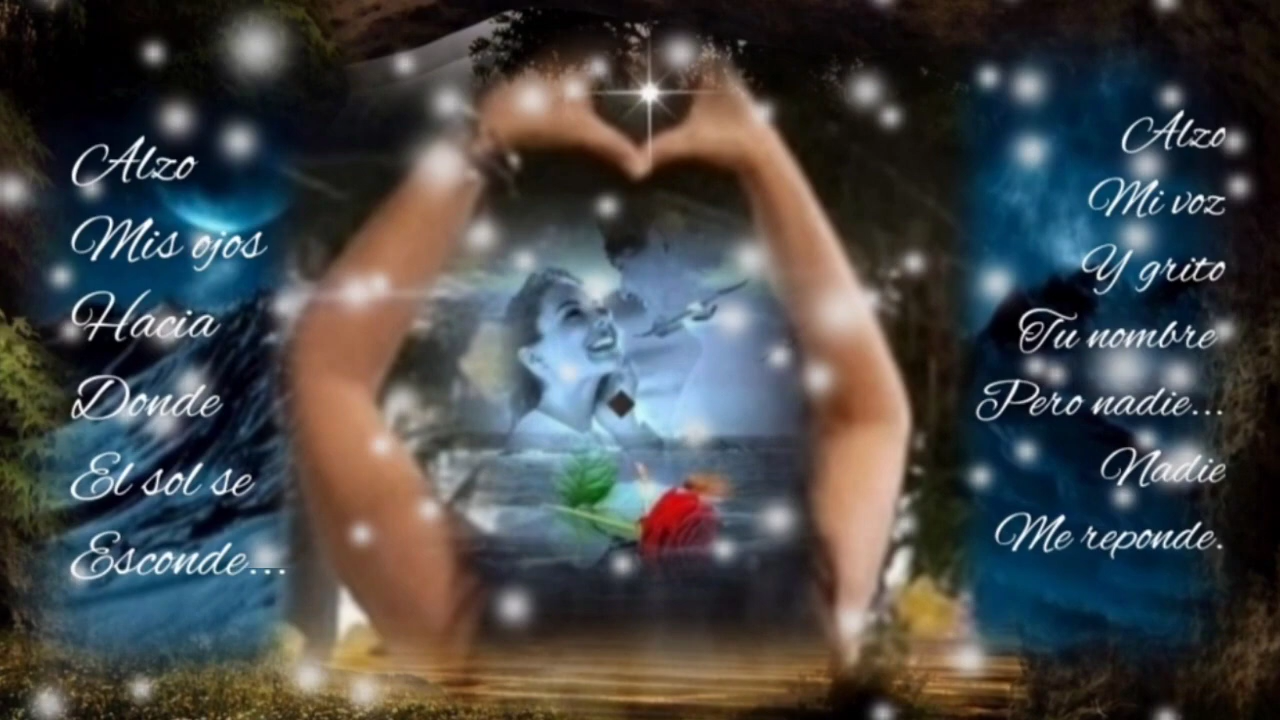 Alzo
Mis ojos
Hacia
Donde
El sol se
Esconde...
Alzo
Mi voz
Y grito
Tu nombre
Pero nadie...
Nadie
Me reponde.